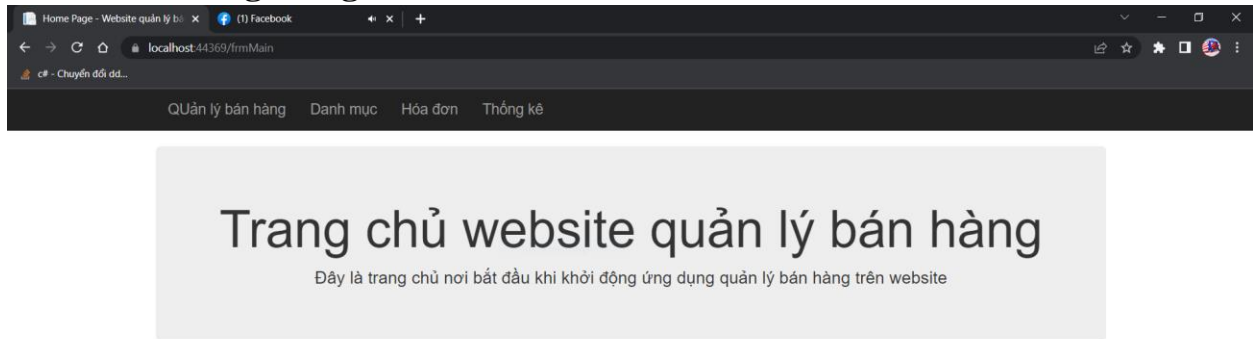 Home Page - Website quản lý bá
(1) Facebook
localhost:44369/frmMain
c# - Chuyển đổi dd...
QUản lý bán hàng Danh mục Hóa đơn Thống kê
Trang chủ website quản lý bán hàng
Đây là trang chủ nơi bắt đầu khi khởi động ứng dụng quản lý bán hàng trên website